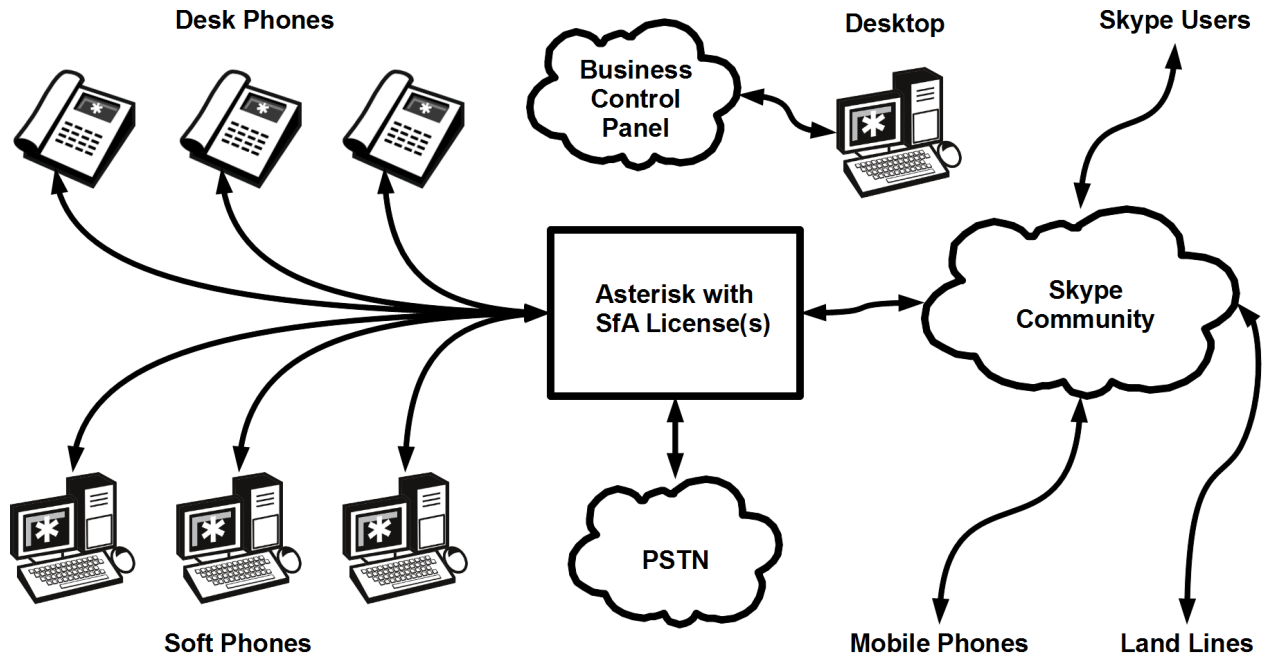 Desk Phones
Business
Control
Panel
Desktop
Skype Users
Asterisk with
SfA License(s)
Skype
Community
PSTN
Soft Phones
Mobile Phones
Land Lines